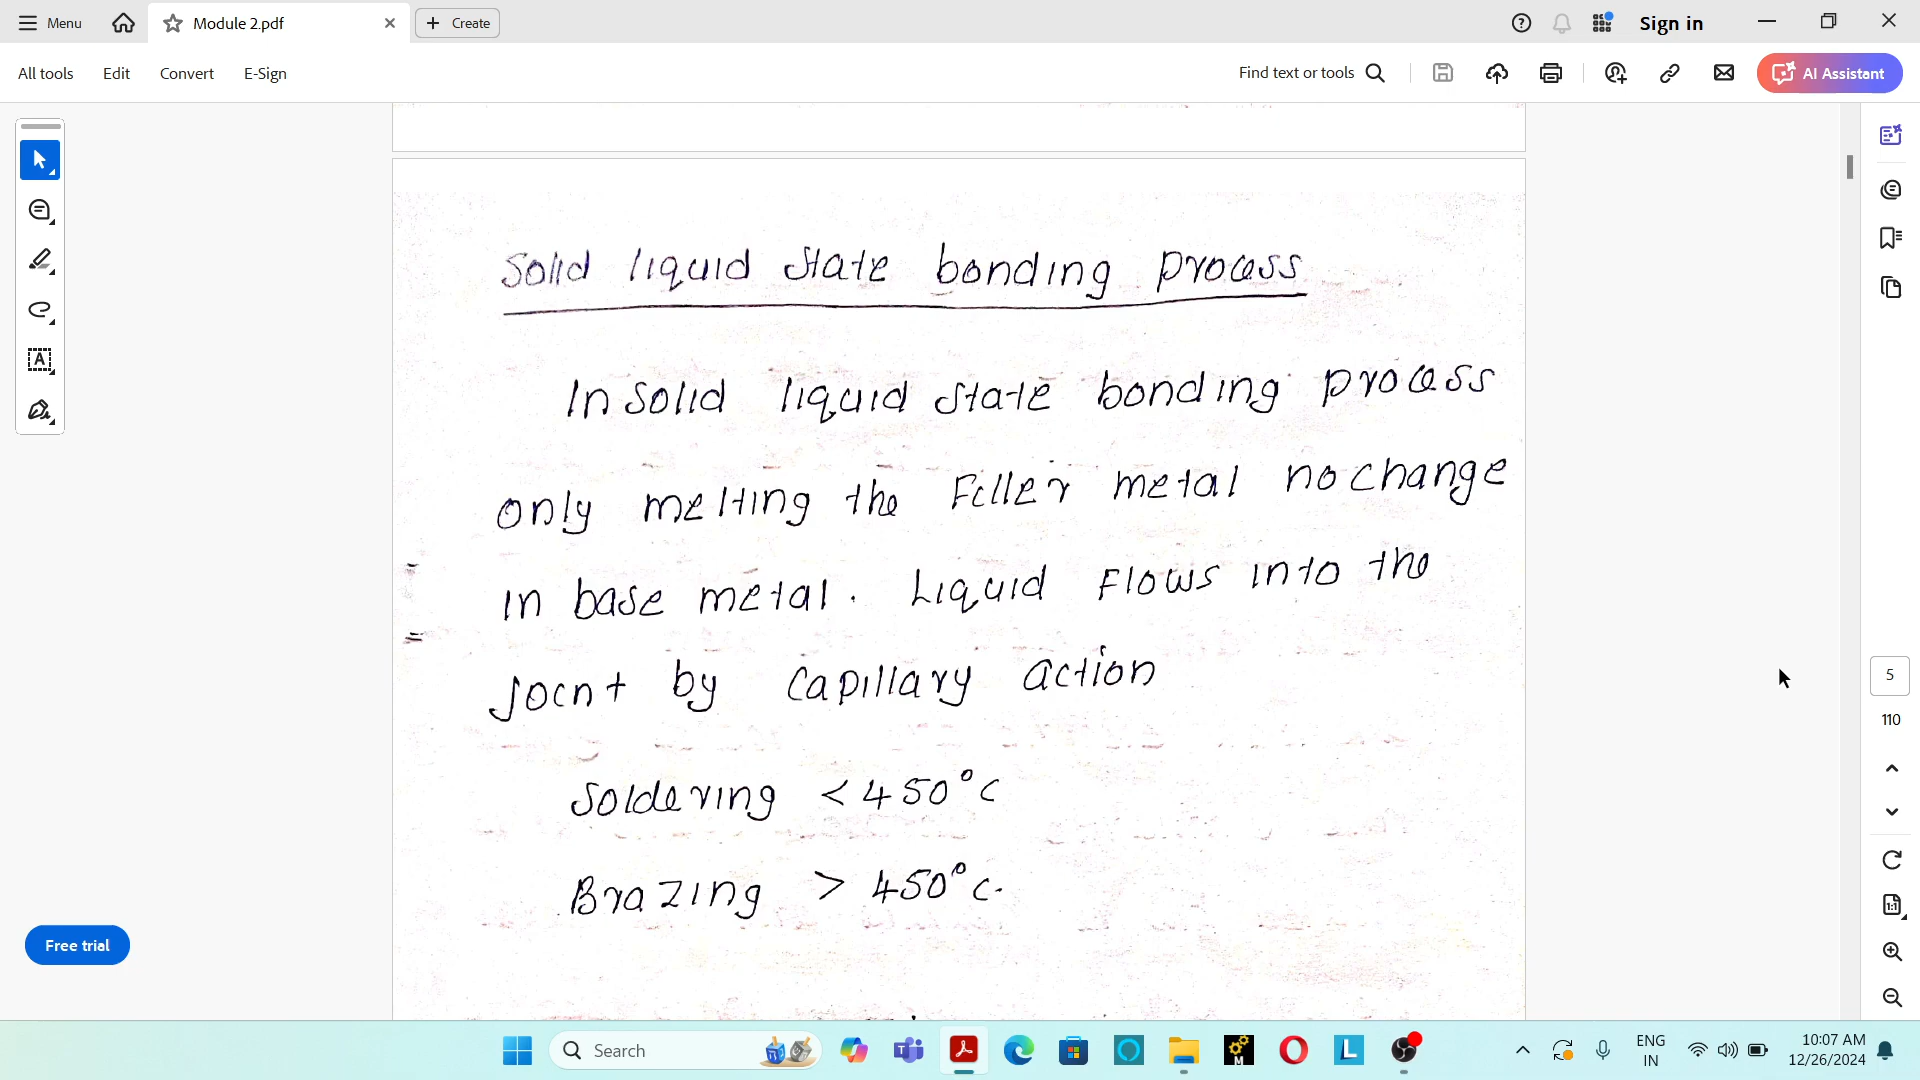 Menu
Module 2.pdf
Create
Sign in
All tools
Edit
Convert
E-Sign
Find text or tools
AI Assistant
Solid liquid state bonding process
In solid liquid state bonding process
only melting the Filler metal no change
in base metal. Liquid Flows into the
Joint by Capillary action
Soldering < 450°c
Brazing > 450°c.
5
110
Free trial
Search
ENG
IN
10:07 AM
12/26/2024